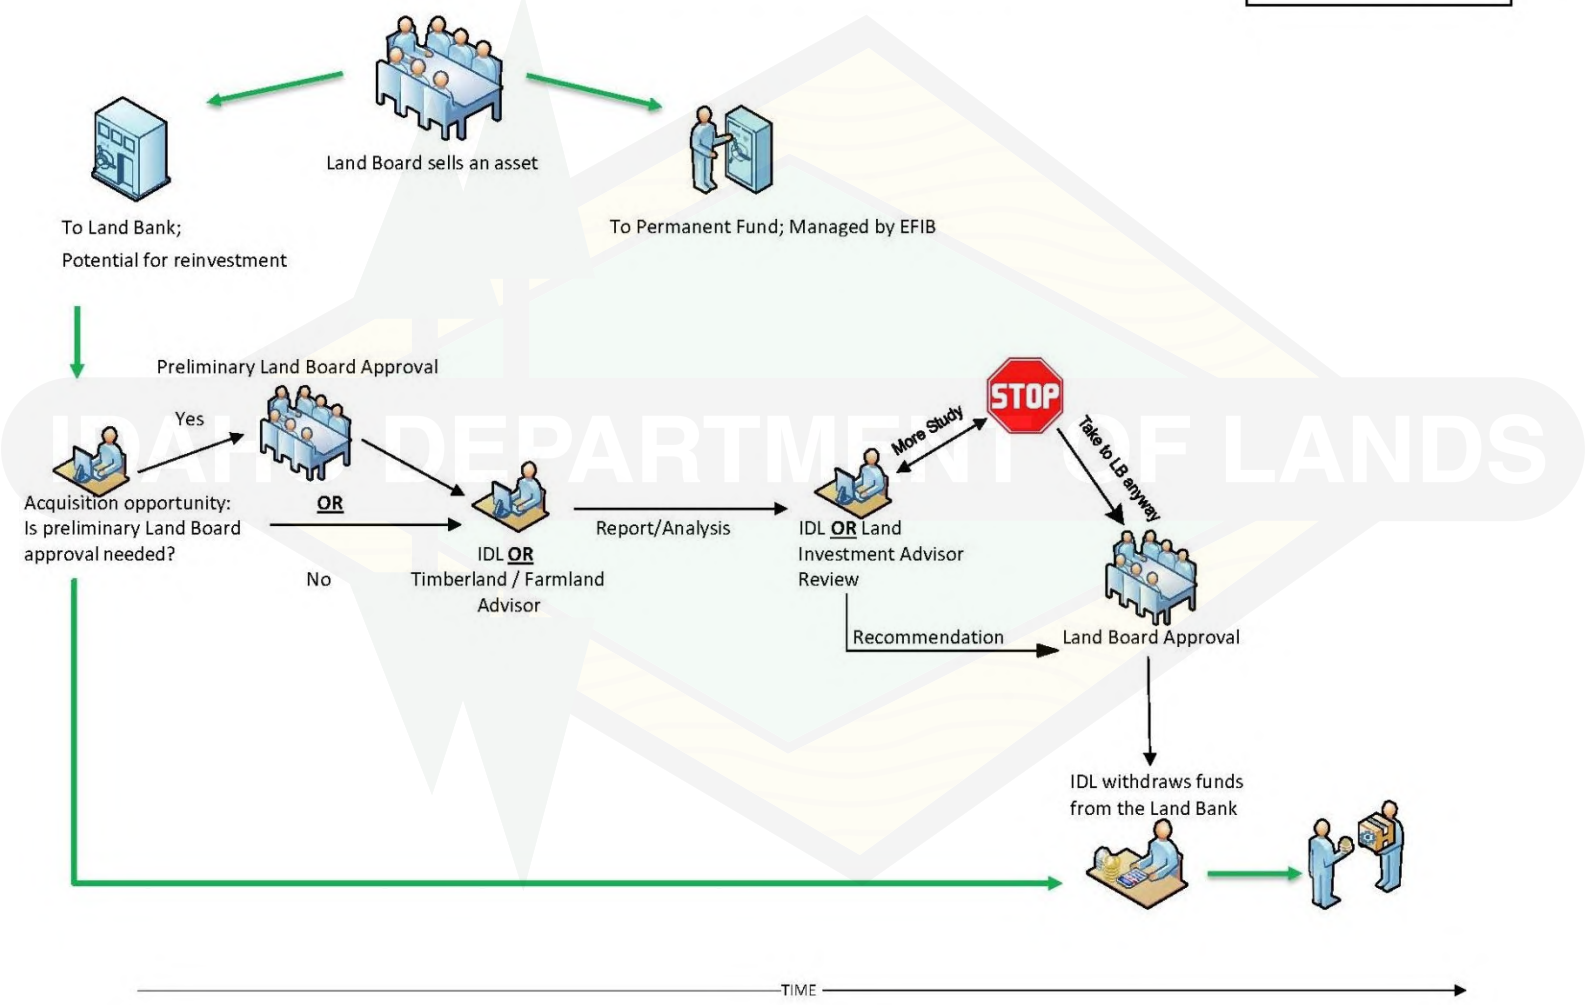 Land Board sells an asset
To Land Bank;
Potential for reinvestment
To Permanent Fund; Managed by EFIB
Preliminary Land Board Approval
Yes
OR
No
Acquisition opportunity:
Is preliminary Land Board
approval needed?
IDL OR
Timberland / Farmland
Advisor
Report/Analysis
IDL OR Land
Investment Advisor
Review
More Study
STOP
Take to LB anyway
Recommendation
Land Board Approval
IDL withdraws funds
from the Land Bank
TIME
IDAHO DEPARTMENT OF LANDS